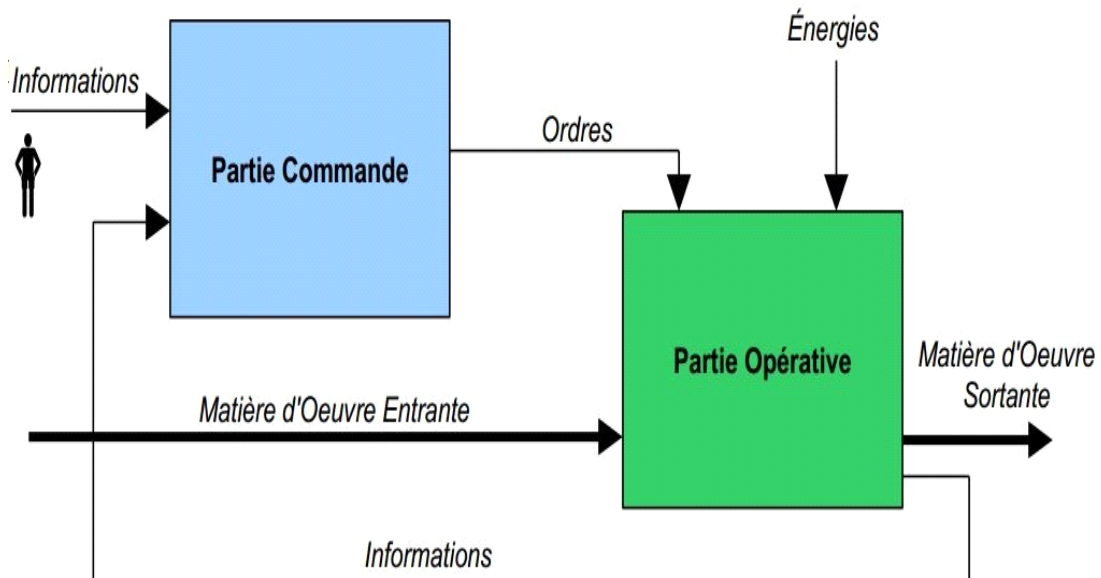 Énergies
Informations
Ordres
Partie Commande
Partie Opérative
Matière d'Oeuvre
Sortante
Matière d'Oeuvre Entrante
Informations